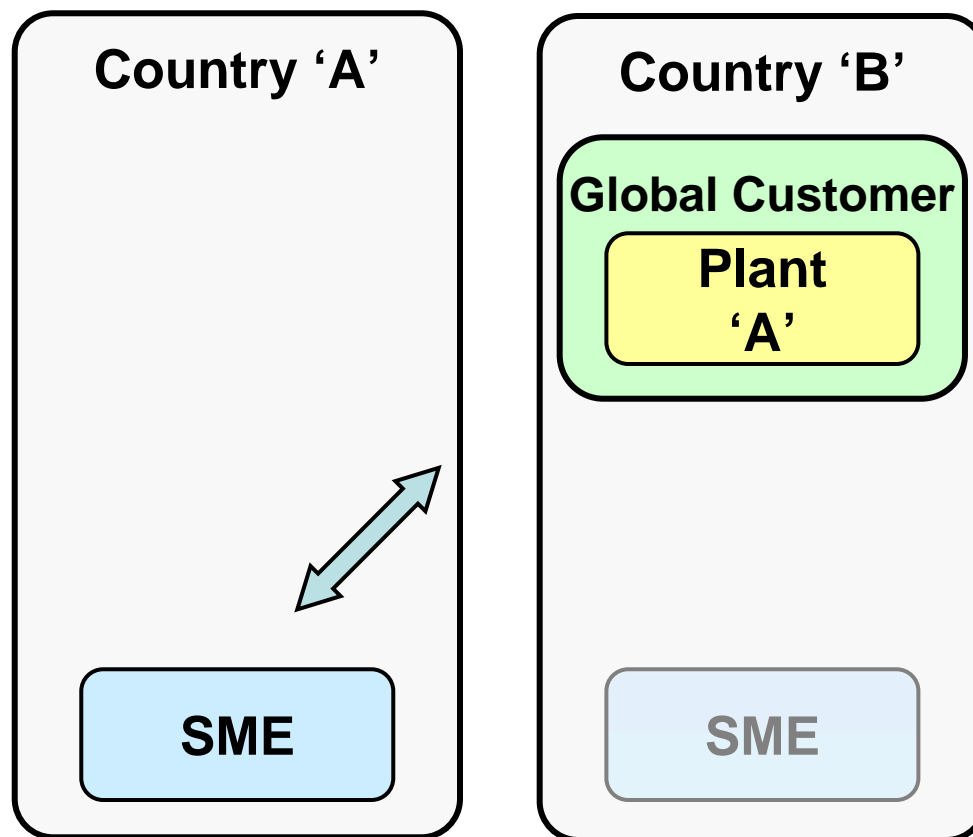 Country ‘A’
SME
Country ‘B’
Global Customer
Plant
‘A’
SME